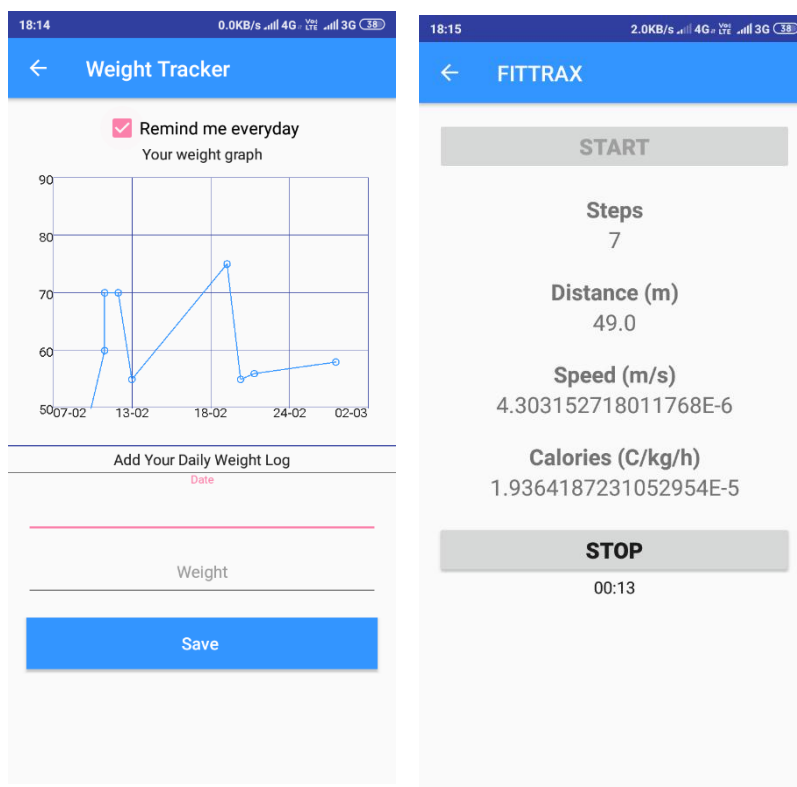 18:14 0.0KB/s 4G VoLTE 3G 38
Weight Tracker
Remind me everyday
Your weight graph
90
80
70
60
50
07-02 13-02 18-02 24-02 02-03
Add Your Daily Weight Log
Date
Weight
Save
18:15 2.0KB/s 4G VoLTE 3G 38
FITTRAX
START
Steps
7
Distance (m)
49.0
Speed (m/s)
4.303152718011768E-6
Calories (C/kg/h)
1.9364187231052954E-5
STOP
00:13